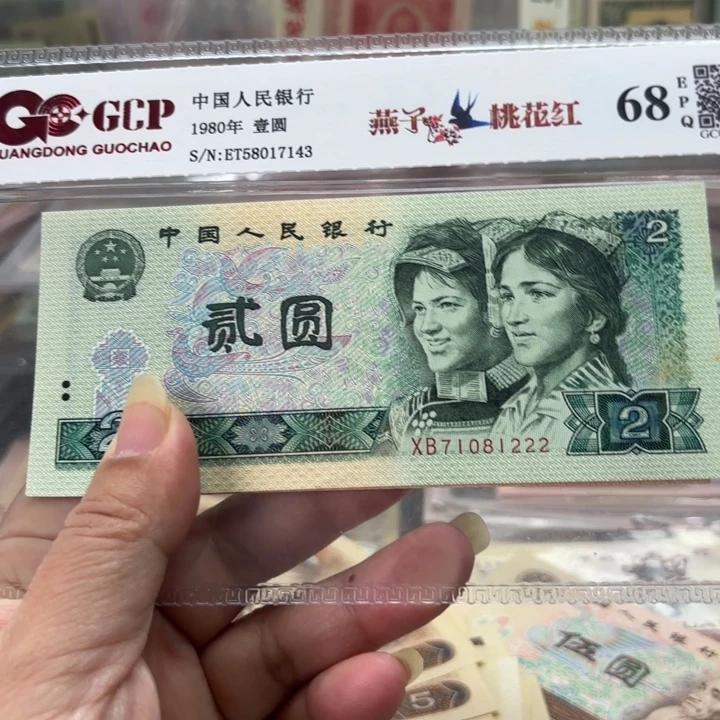 GCP
GUANGDONG GUOCHAO
中国人民银行
1980年 壹圆
S/N:ET58017143
燕子
桃花红
68
EPQ
中国人民银行
贰圆
2
2
XB71081222
伍圆
5